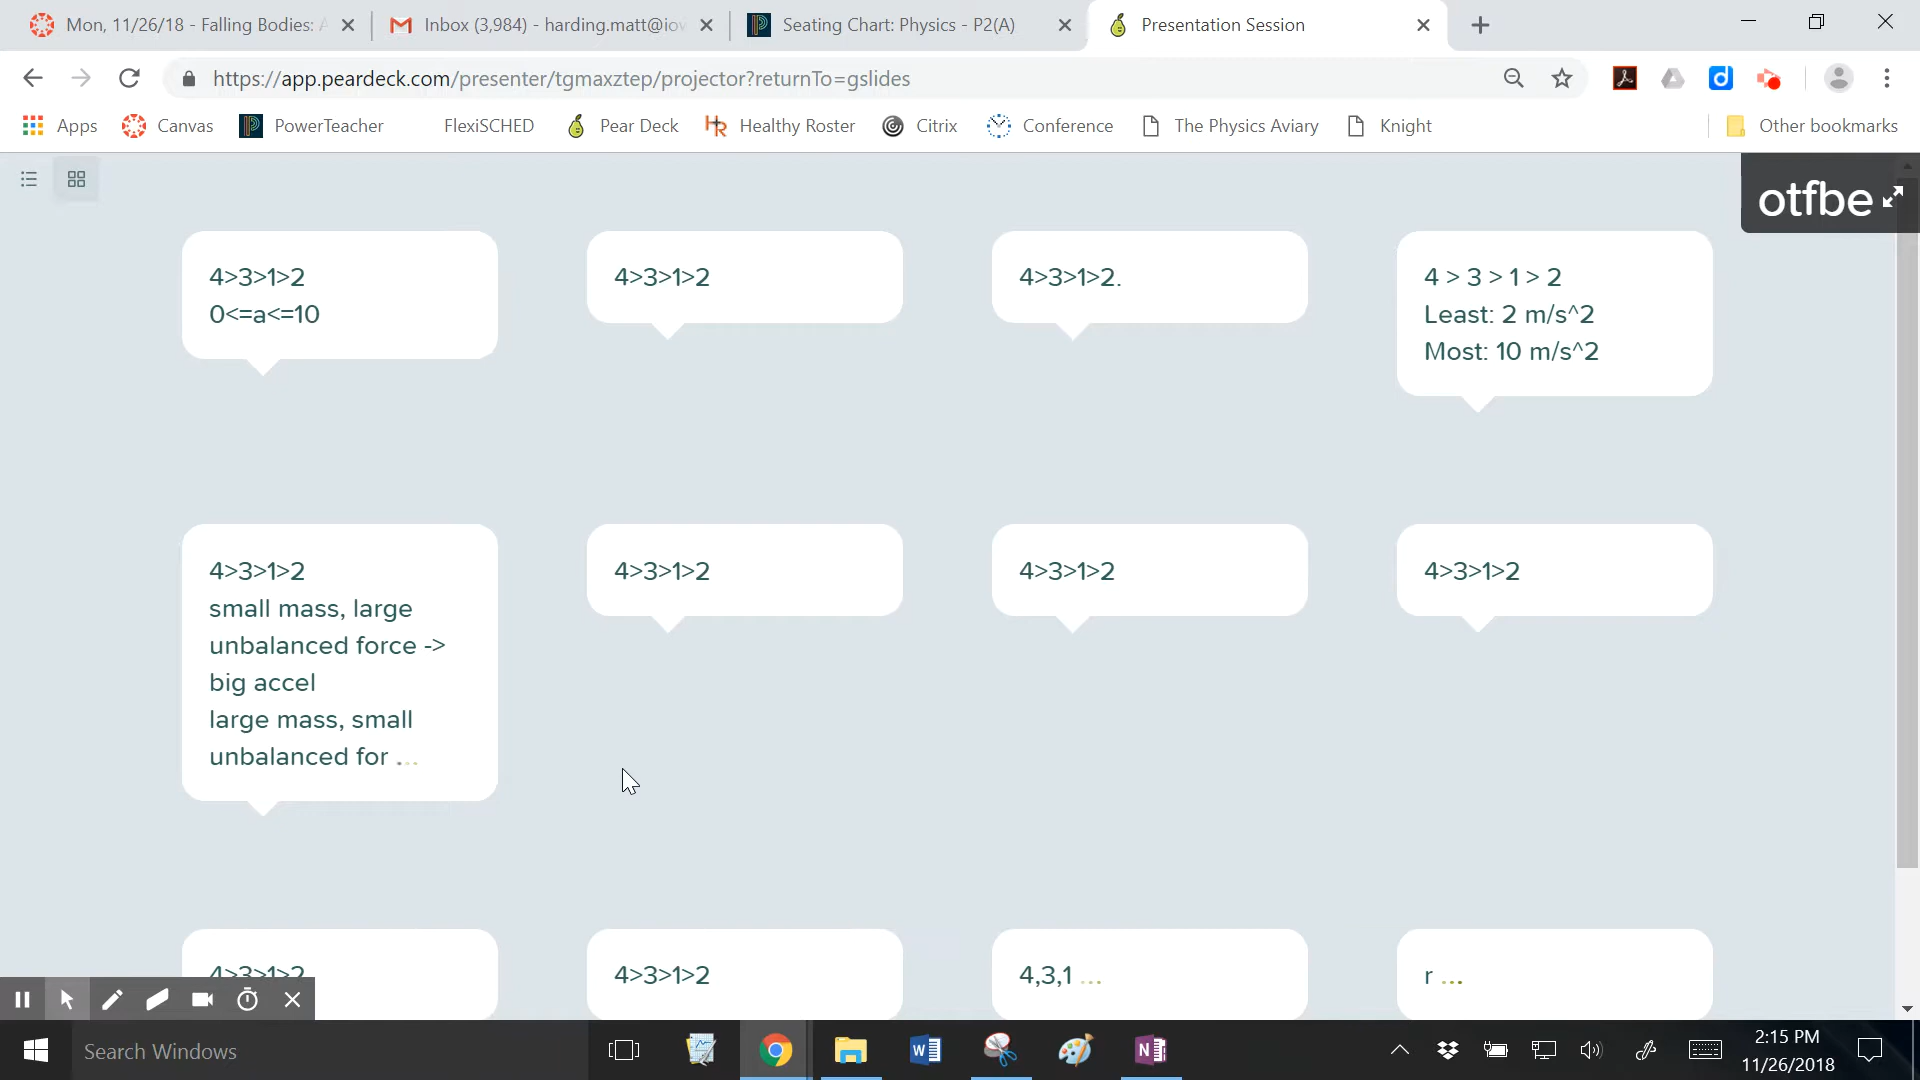 Mon, 11/26/18 - Falling Bodies:
Inbox (3,984) - harding.matt@iov
Seating Chart: Physics - P2(A)
Presentation Session
https://app.peardeck.com/presenter/tgmaxztep/projector?returnTo=gslides
Apps
Canvas
PowerTeacher
FlexiSCHED
Pear Deck
Healthy Roster
Citrix
Conference
The Physics Aviary
Knight
Other bookmarks
otfbe
4>3>1>2
0<=a<=10
4>3>1>2
4>3>1>2.
4 > 3 > 1 > 2
Least: 2 m/s^2
Most: 10 m/s^2
4>3>1>2
small mass, large
unbalanced force ->
big accel
large mass, small
unbalanced for ...
4>3>1>2
4>3>1>2
4>3>1>2
4>3>1>2
4>3>1>2
4,3,1 ...
r ...
Search Windows
2:15 PM
11/26/2018